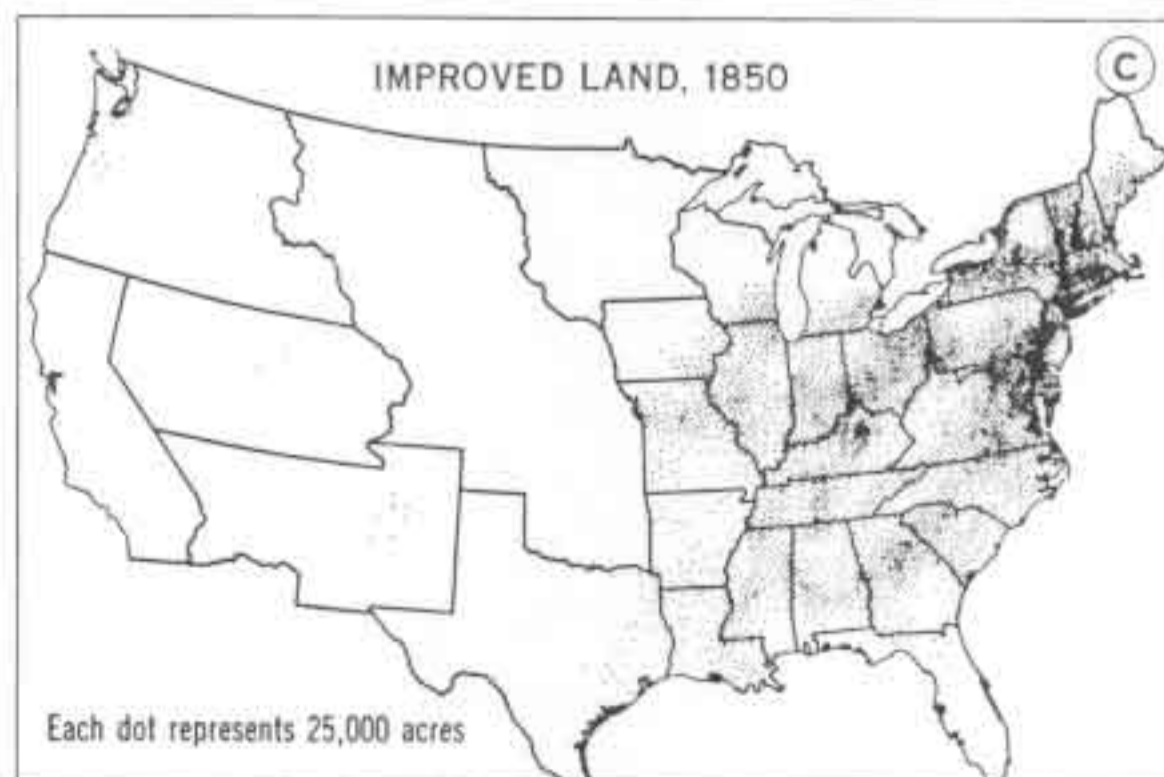 IMPROVED LAND, 1850
C
Each dot represents 25,000 acres